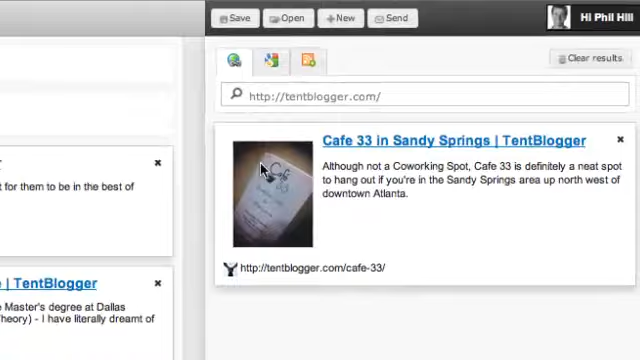 Save Open New Send Hi Phil Hill
Clear results
http://tentblogger.com/
Cafe 33 in Sandy Springs | TentBlogger
Although not a Coworking Spot, Cafe 33 is definitely a neat spot
to hang out if you're in the Sandy Springs area up north west of
downtown Atlanta.
Cafe
33
http://tentblogger.com/cafe-33/
t for them to be in the best of
| TentBlogger
Master's degree at Dallas
heory) - I have literally dreamt of